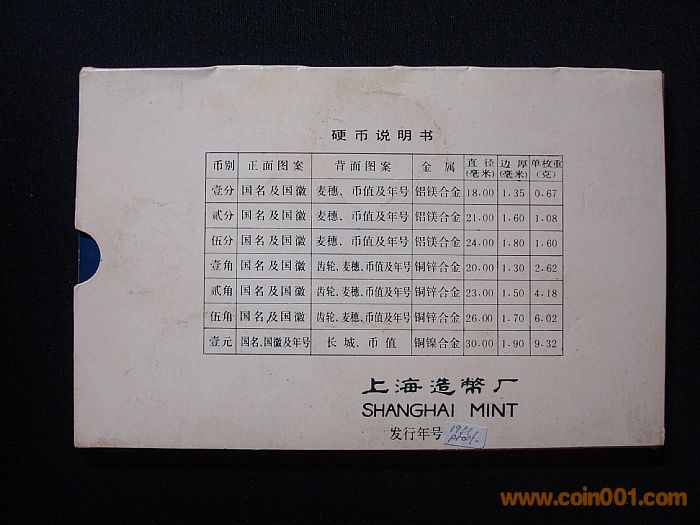 硬币说明书
币别 正面图案 背面图案 金属 直径(毫米) 边厚(毫米) 单枚重(克)
壹分 国名及国徽 麦穗、币值及年号 铝镁合金 18.00 1.35 0.67
贰分 国名及国徽 麦穗、币值及年号 铝镁合金 21.00 1.60 1.08
伍分 国名及国徽 麦穗、币值及年号 铝镁合金 24.00 1.80 1.60
壹角 国名及国徽 齿轮、麦穗、币值及年号 铜锌合金 20.00 1.30 2.62
贰角 国名及国徽 齿轮、麦穗、币值及年号 铜锌合金 23.00 1.50 4.18
伍角 国名及国徽 齿轮、麦穗、币值及年号 铜锌合金 26.00 1.70 6.02
壹元 国名、国徽及年号 长城、币值 铜镍合金 30.00 1.90 9.32
上海造幣厂
SHANGHAI MINT
发行年号
proof.
www.coin001.com